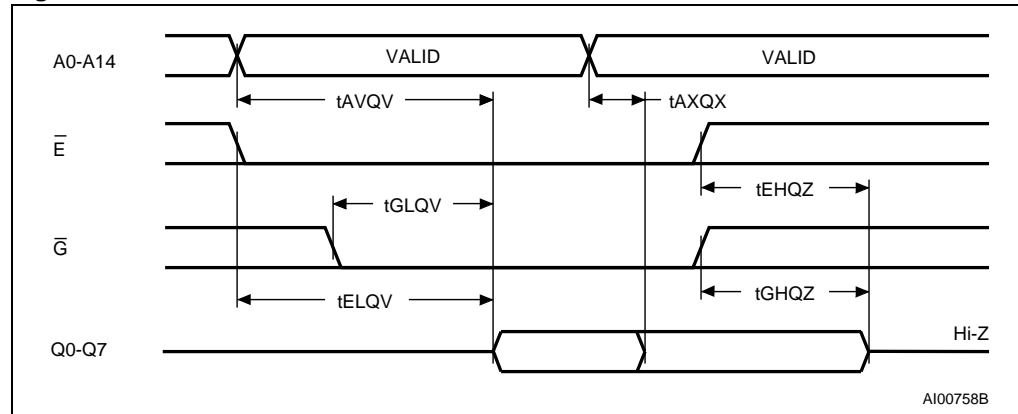 A0-A14
VALID
VALID
tAVQV
tAXQX
E̅
tEHQZ
tGLQV
G̅
tGHQZ
tELQV
Q0-Q7
Hi-Z
AI00758B